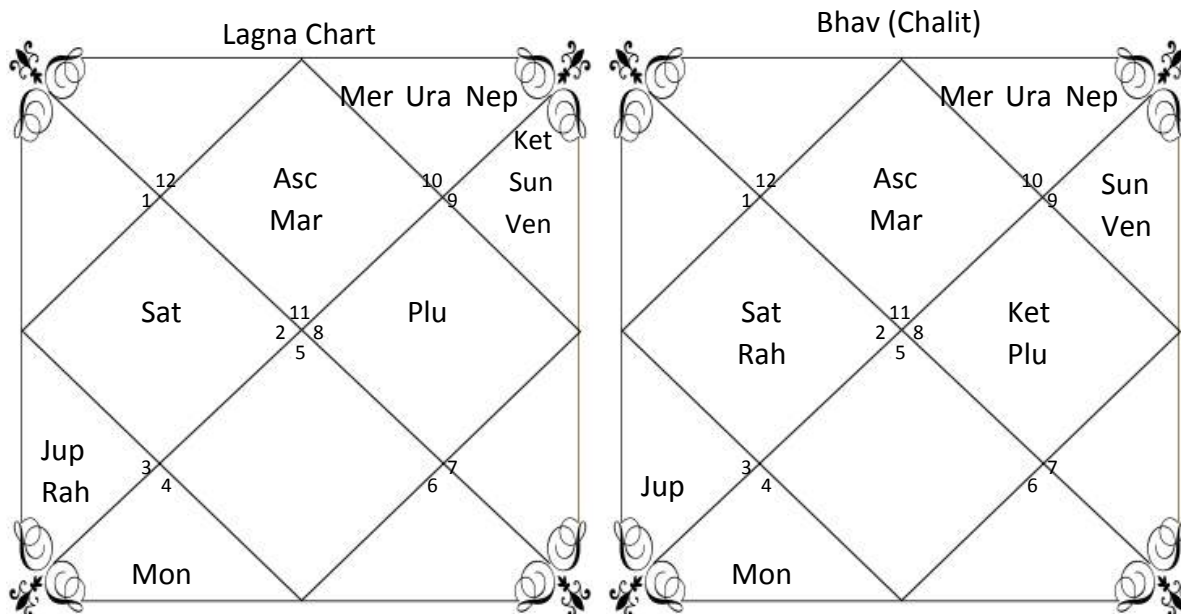 Lagna Chart
Mer Ura Nep
Ket
Sun
Ven
12
1
Asc
Mar
10
9
Sat
11
2 8
5
Plu
Jup
Rah
3
4
7
6
Mon
Bhav (Chalit)
Mer Ura Nep
12
1
Asc
Mar
10
9
Sun
Ven
Sat
Rah
11
2 8
5
Ket
Plu
Jup
3
4
7
6
Mon